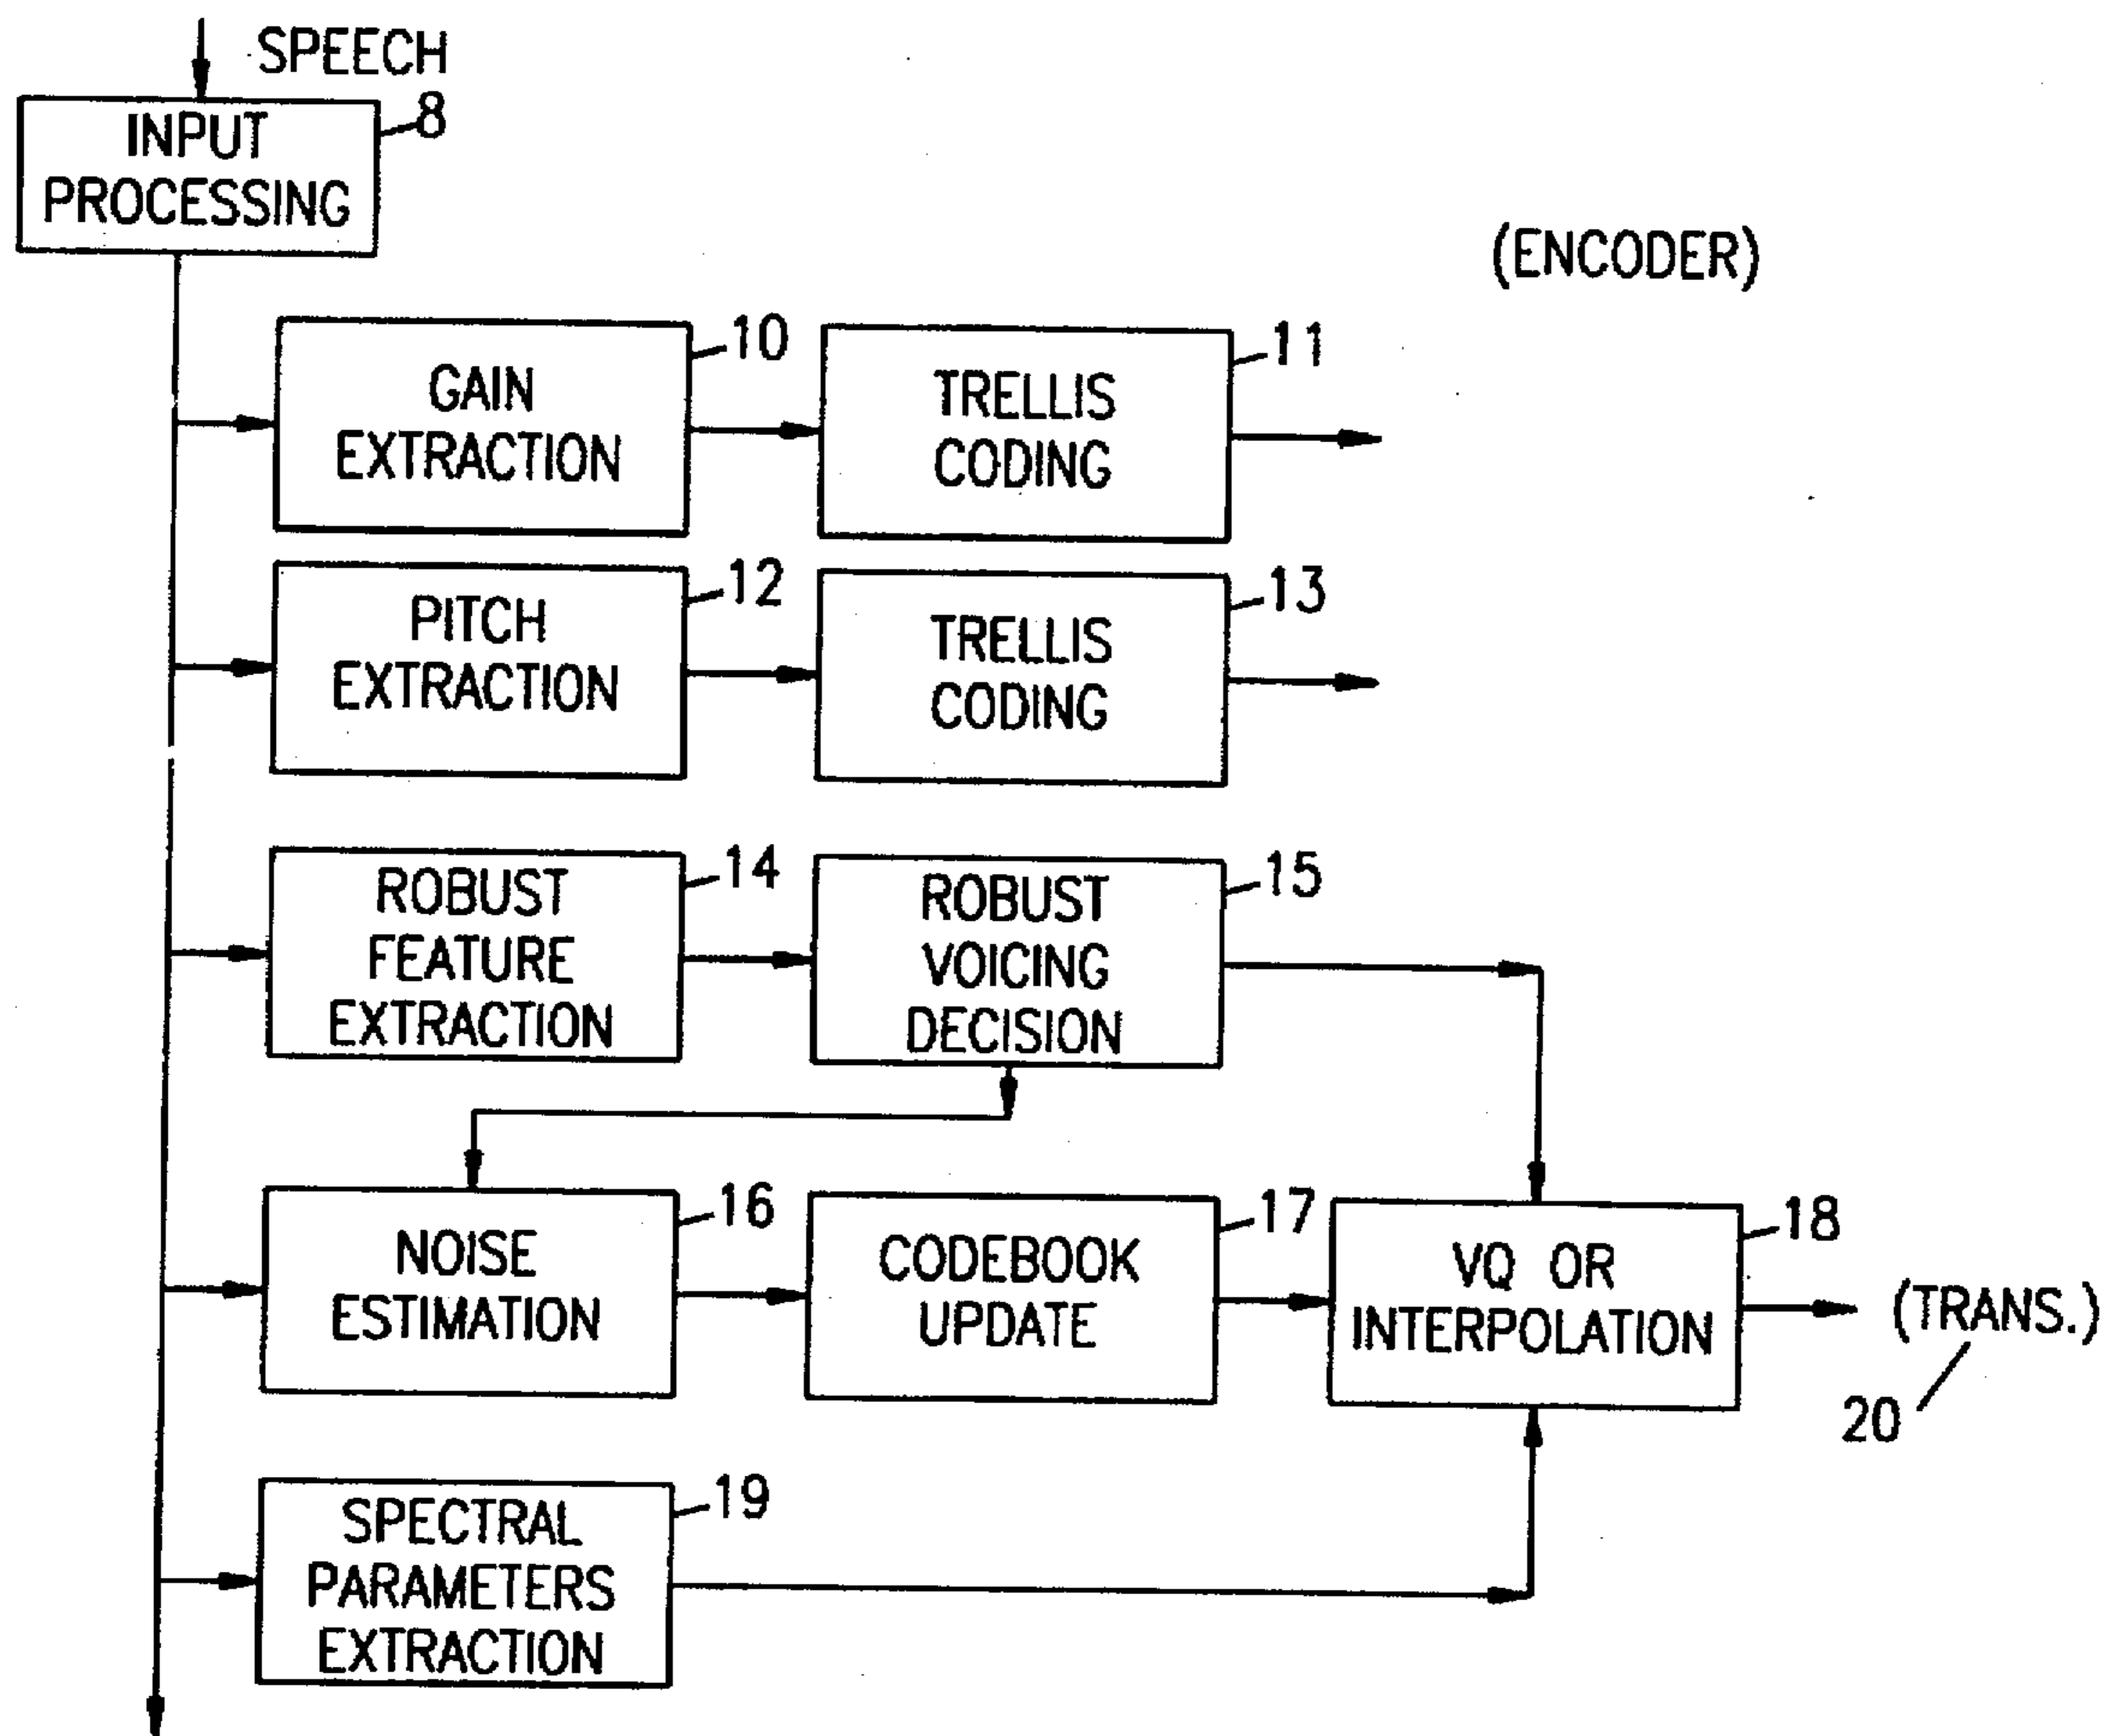 SPEECH
8
INPUT
PROCESSING
(ENCODER)
10
GAIN
EXTRACTION
11
TRELLIS
CODING
12
PITCH
EXTRACTION
13
TRELLIS
CODING
14
ROBUST
FEATURE
EXTRACTION
15
ROBUST
VOICING
DECISION
16
NOISE
ESTIMATION
17
CODEBOOK
UPDATE
18
VQ OR
INTERPOLATION
(TRANS.)
20
19
SPECTRAL
PARAMETERS
EXTRACTION